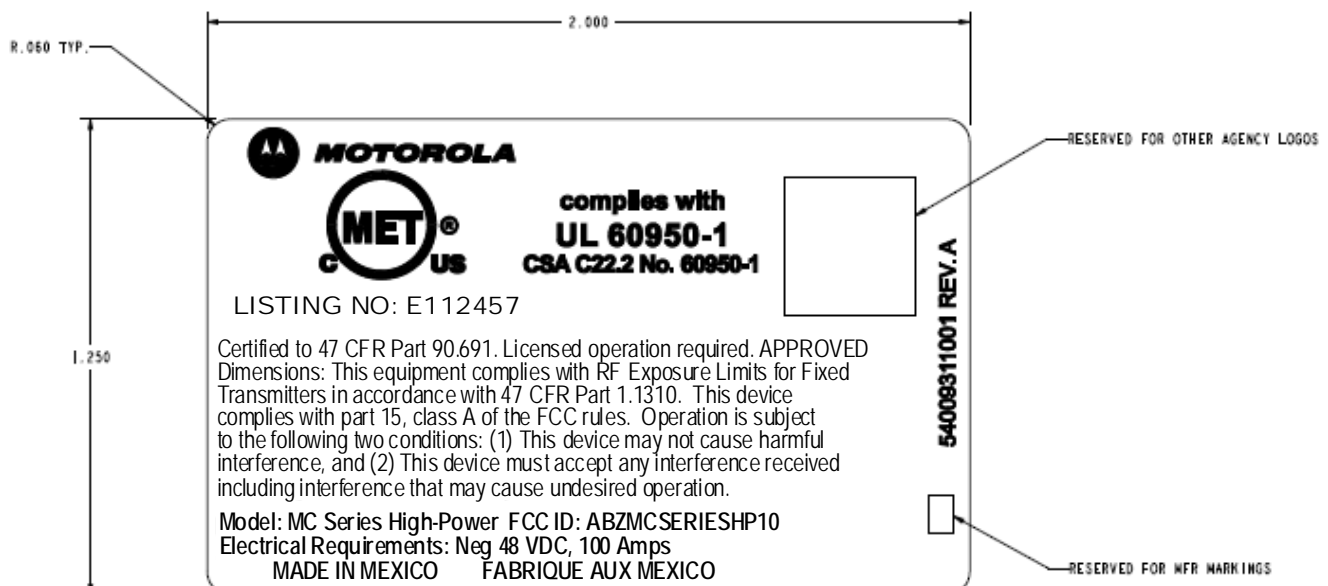 2.000
R.060 TYP.
RESERVED FOR OTHER AGENCY LOGOS
MOTOROLA
MET®
C US
complies with
UL 60950-1
CSA C22.2 No. 60950-1
54009311001 REV. A
LISTING NO: E112457
1.250
Certified to 47 CFR Part 90.691. Licensed operation required. APPROVED
Dimensions: This equipment complies with RF Exposure Limits for Fixed
Transmitters in accordance with 47 CFR Part 1.1310. This device
complies with part 15, class A of the FCC rules. Operation is subject
to the following two conditions: (1) This device may not cause harmful
interference, and (2) This device must accept any interference received
including interference that may cause undesired operation.
Model: MC Series High-Power FCC ID: ABZMCSERIESHP10
Electrical Requirements: Neg 48 VDC, 100 Amps
MADE IN MEXICO FABRIQUE AUX MEXICO
RESERVED FOR MFR MARKINGS